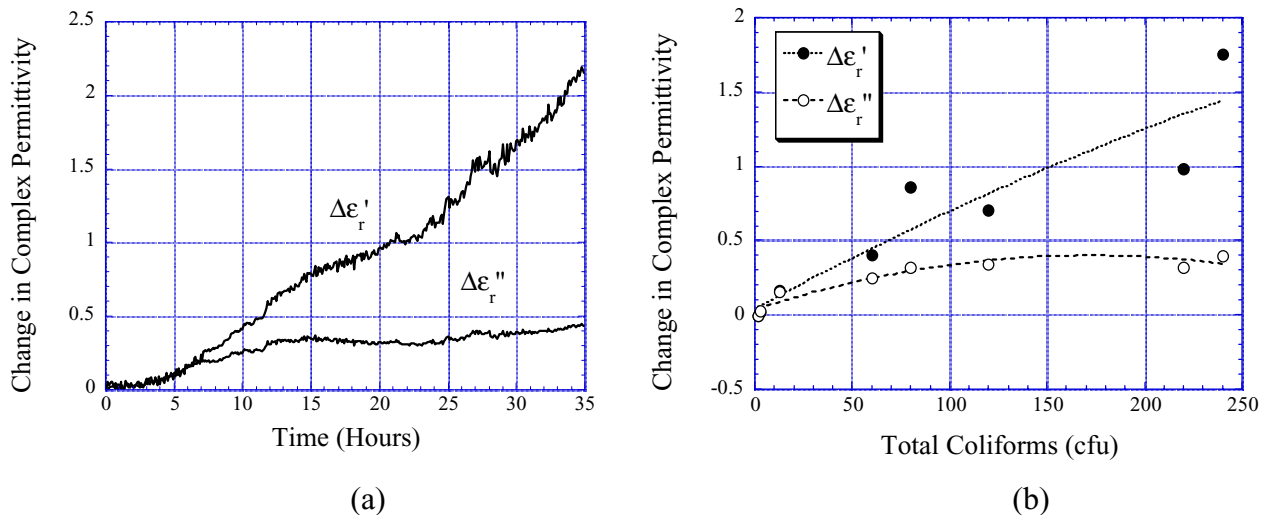 Change in Complex Permittivity
2.5
2
1.5
1
0.5
0
Δεr'
Δεr''
0 5 10 15 20 25 30 35
Time (Hours)
(a)
Change in Complex Permittivity
2
1.5
1
0.5
0
-0.5
Δεr'
Δεr''
0 50 100 150 200 250
Total Coliforms (cfu)
(b)